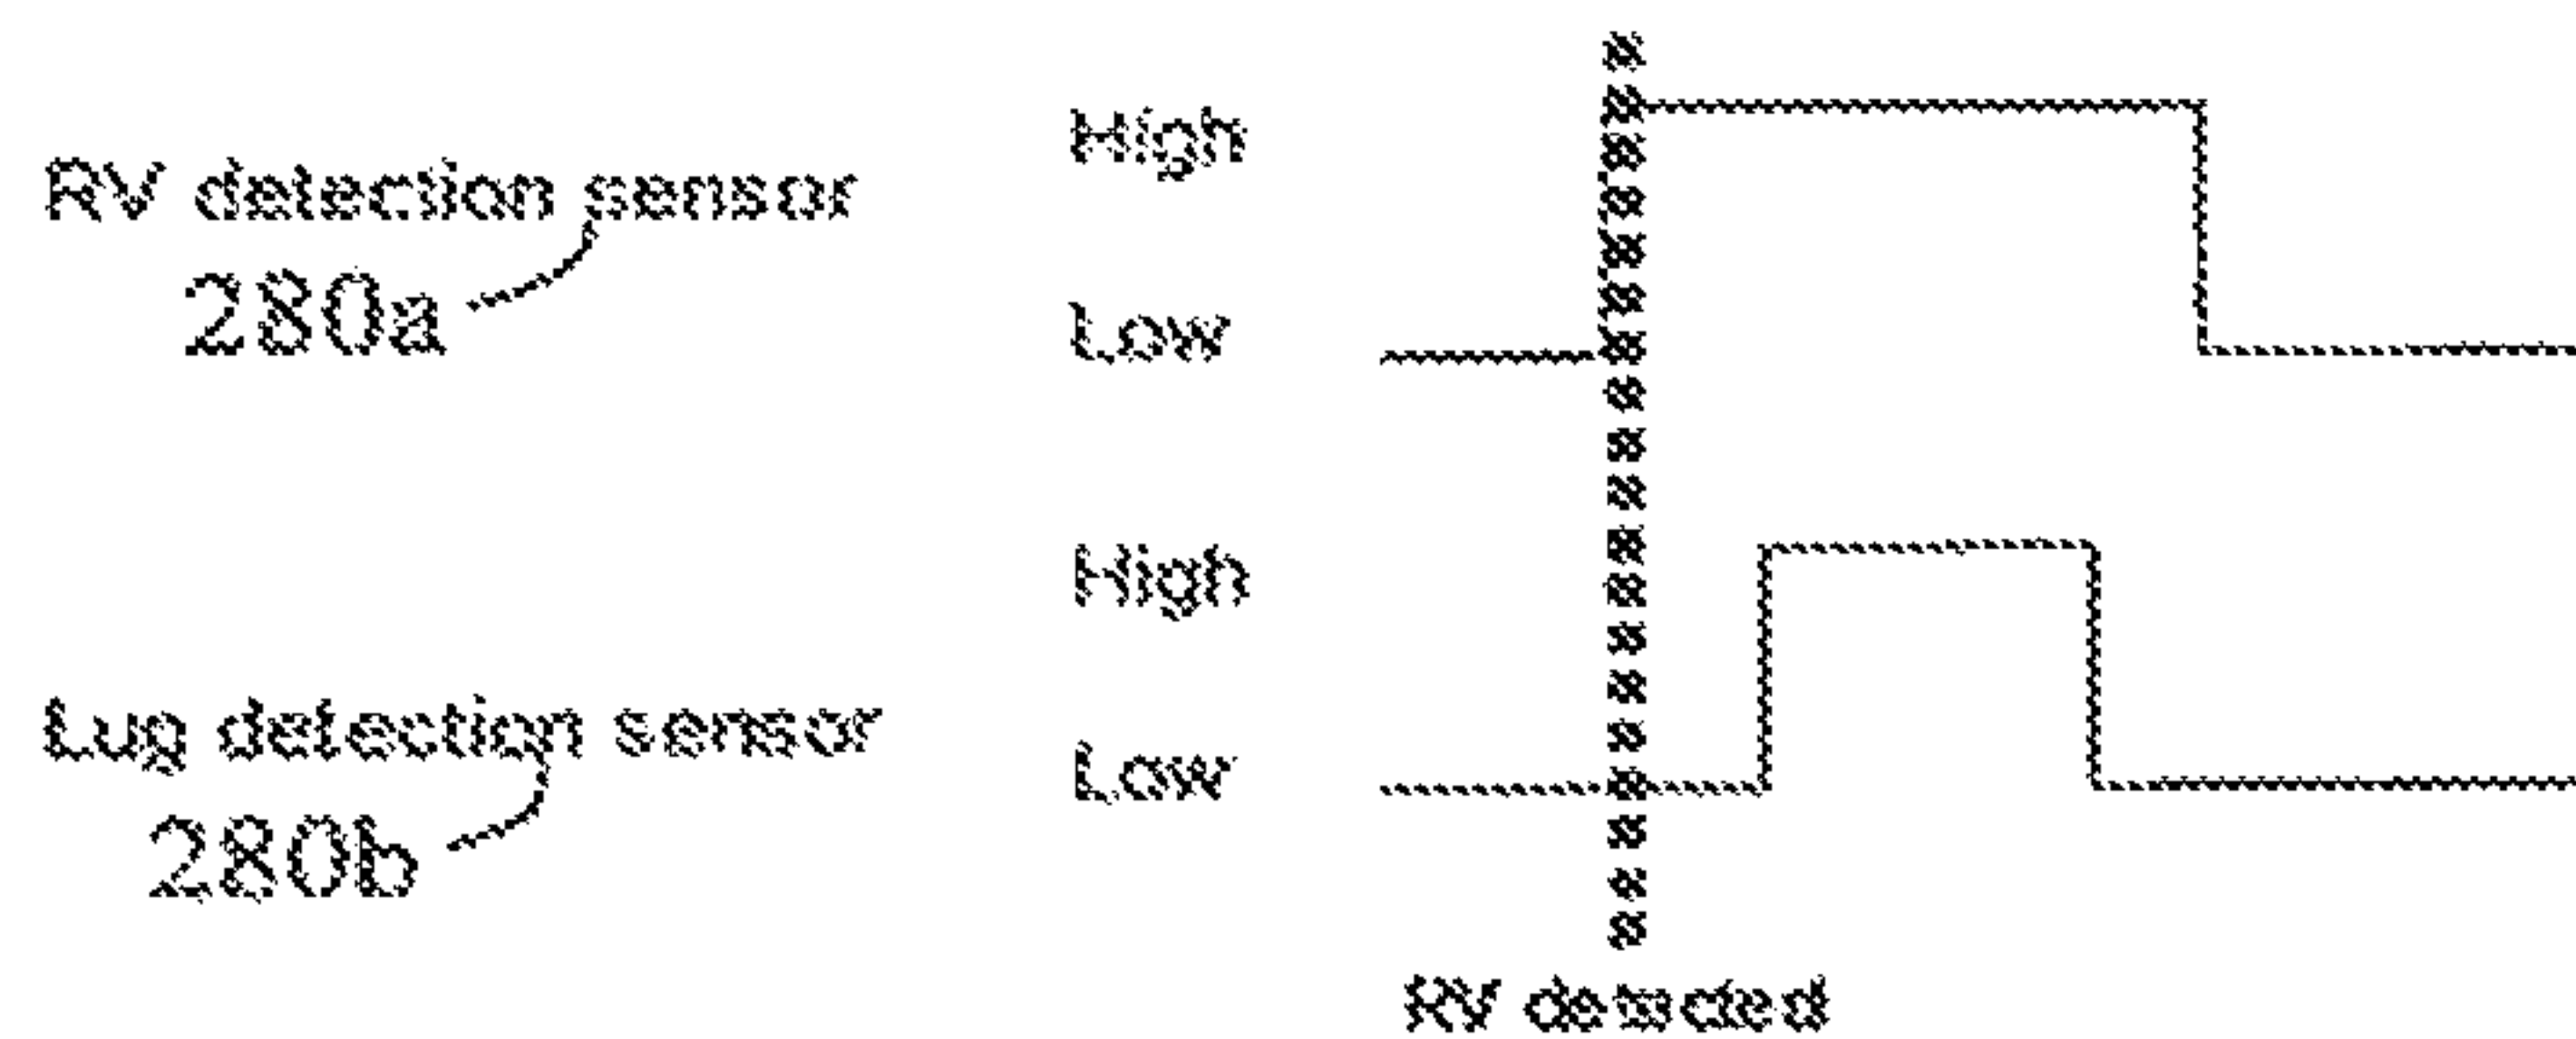 High
RV detection sensor
280a
Low
High
Lug detection sensor
Low
280b
RV detected